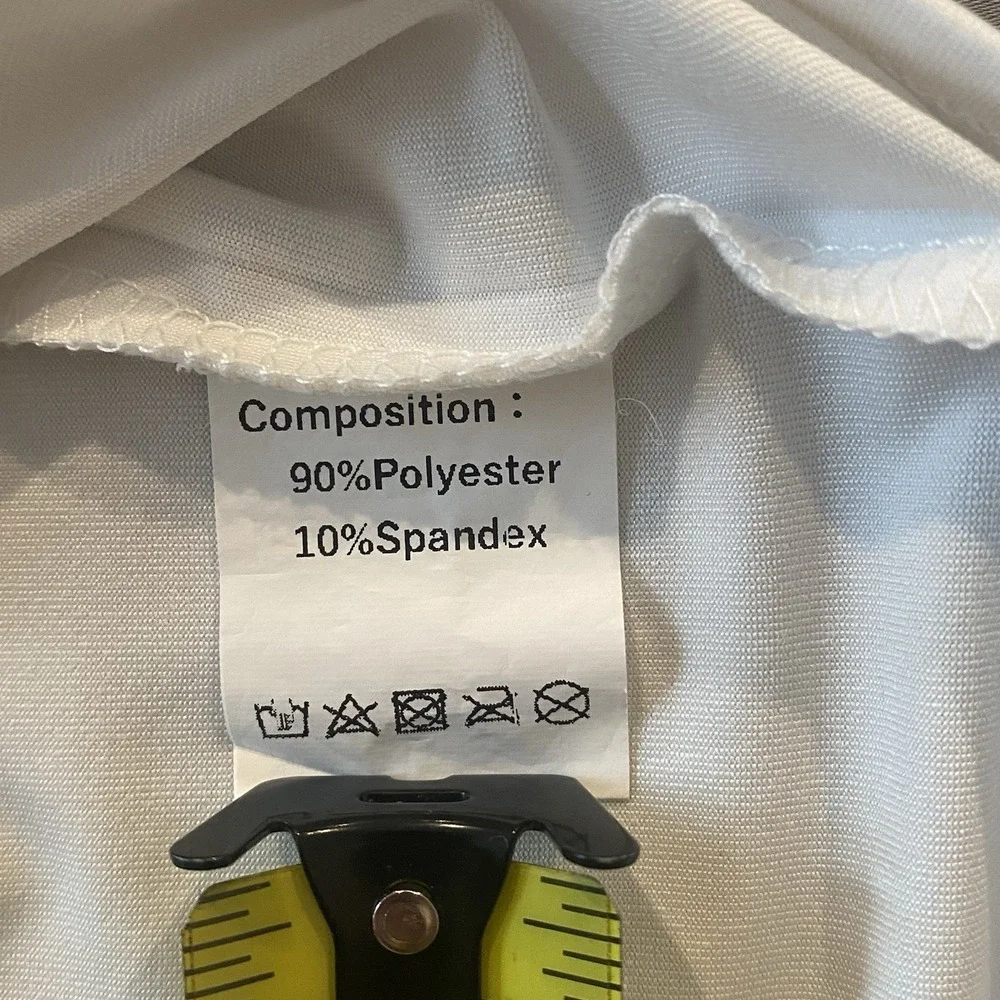 Composition :
90%Polyester
10%Spandex